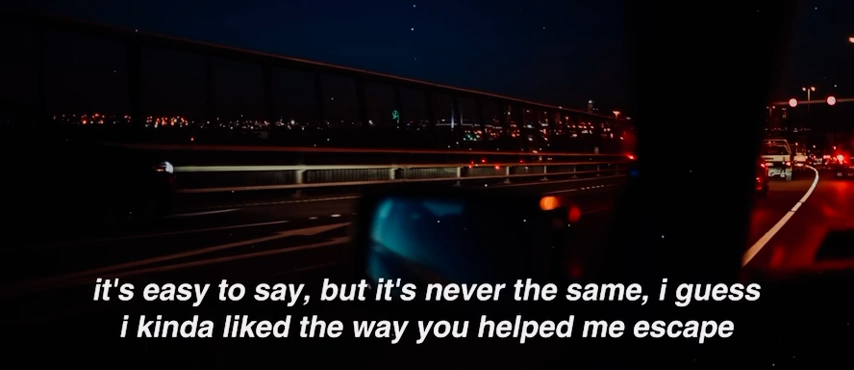 it's easy to say, but it's never the same, i guess
i kinda liked the way you helped me escape